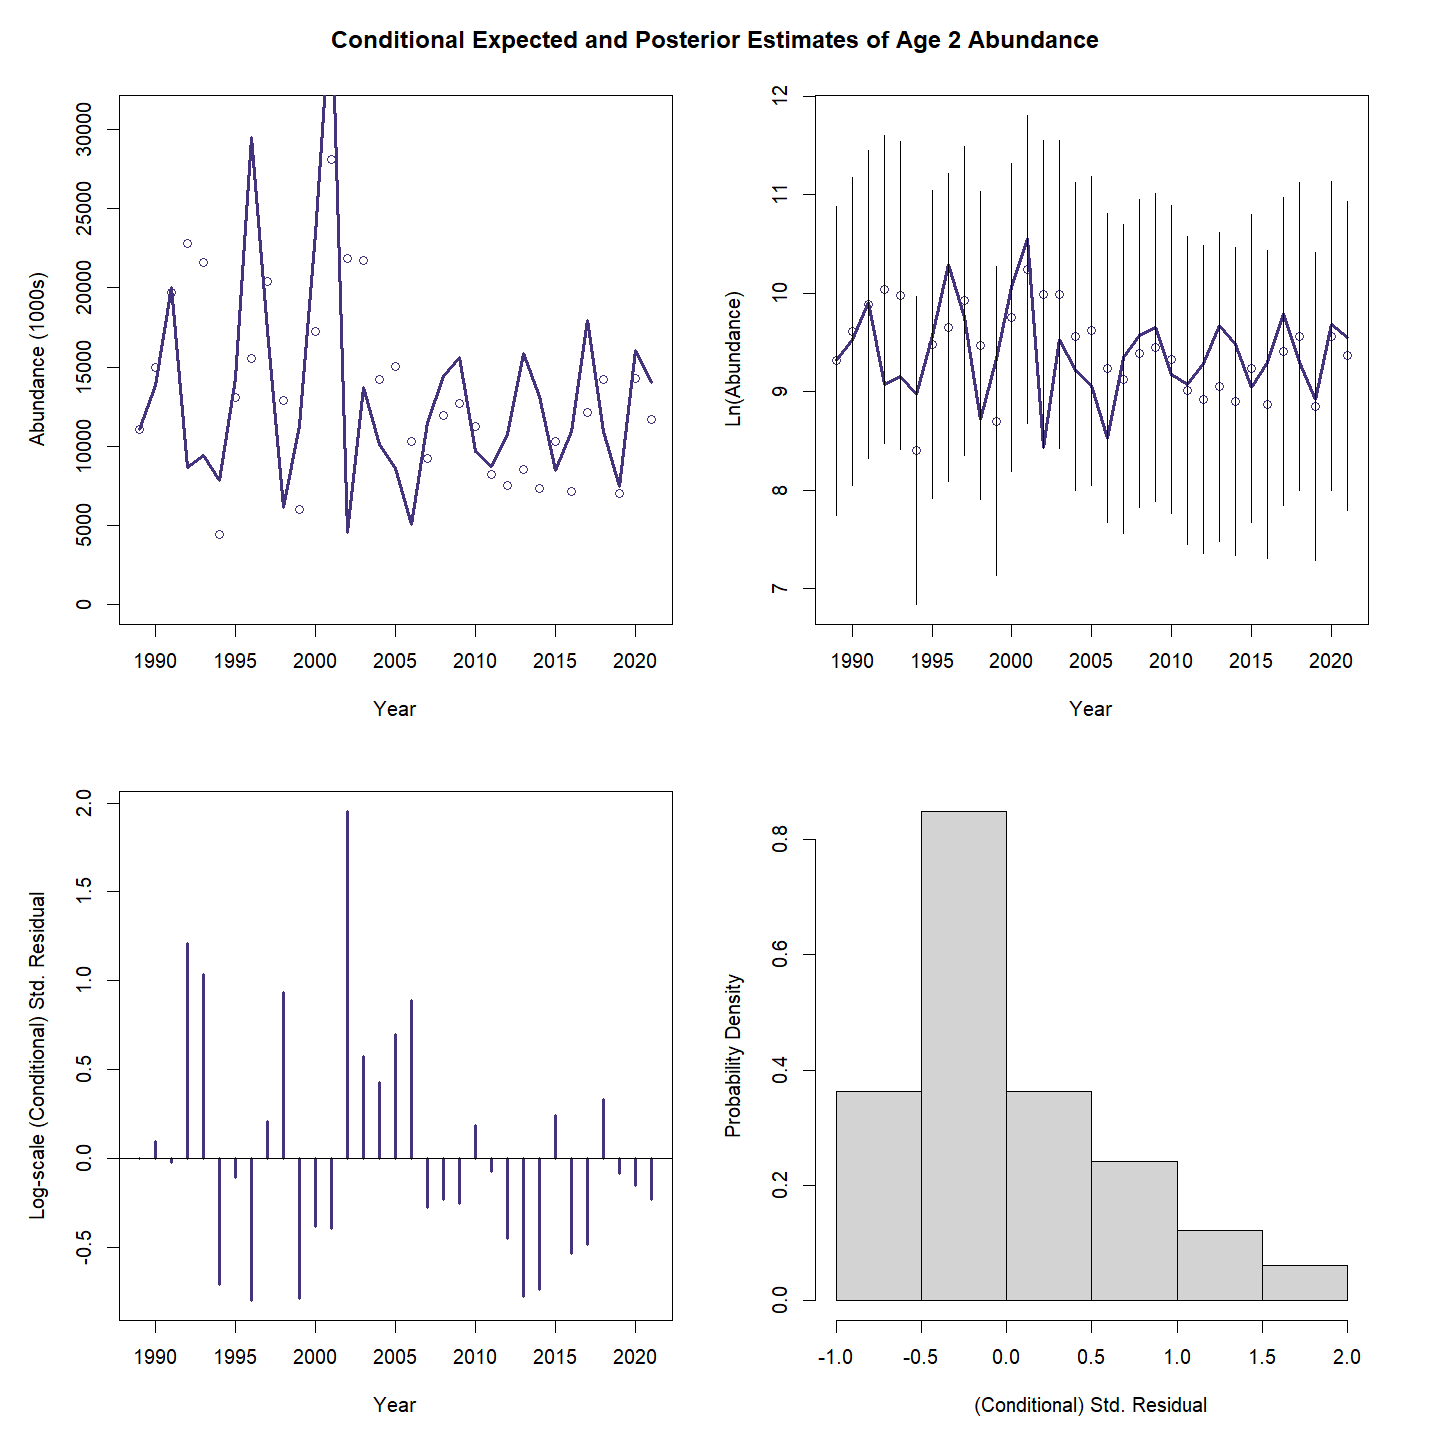 Conditional Expected and Posterior Estimates of Age 2 Abundance
Abundance (1000s)
0 5000 10000 15000 20000 25000 30000
1990 1995 2000 2005 2010 2015 2020
Year
Ln(Abundance)
7 8 9 10 11 12
1990 1995 2000 2005 2010 2015 2020
Year
Log-scale (Conditional) Std. Residual
-0.5 0.0 0.5 1.0 1.5 2.0
1990 1995 2000 2005 2010 2015 2020
Year
Probability Density
0.0 0.2 0.4 0.6 0.8
-1.0 -0.5 0.0 0.5 1.0 1.5 2.0
(Conditional) Std. Residual